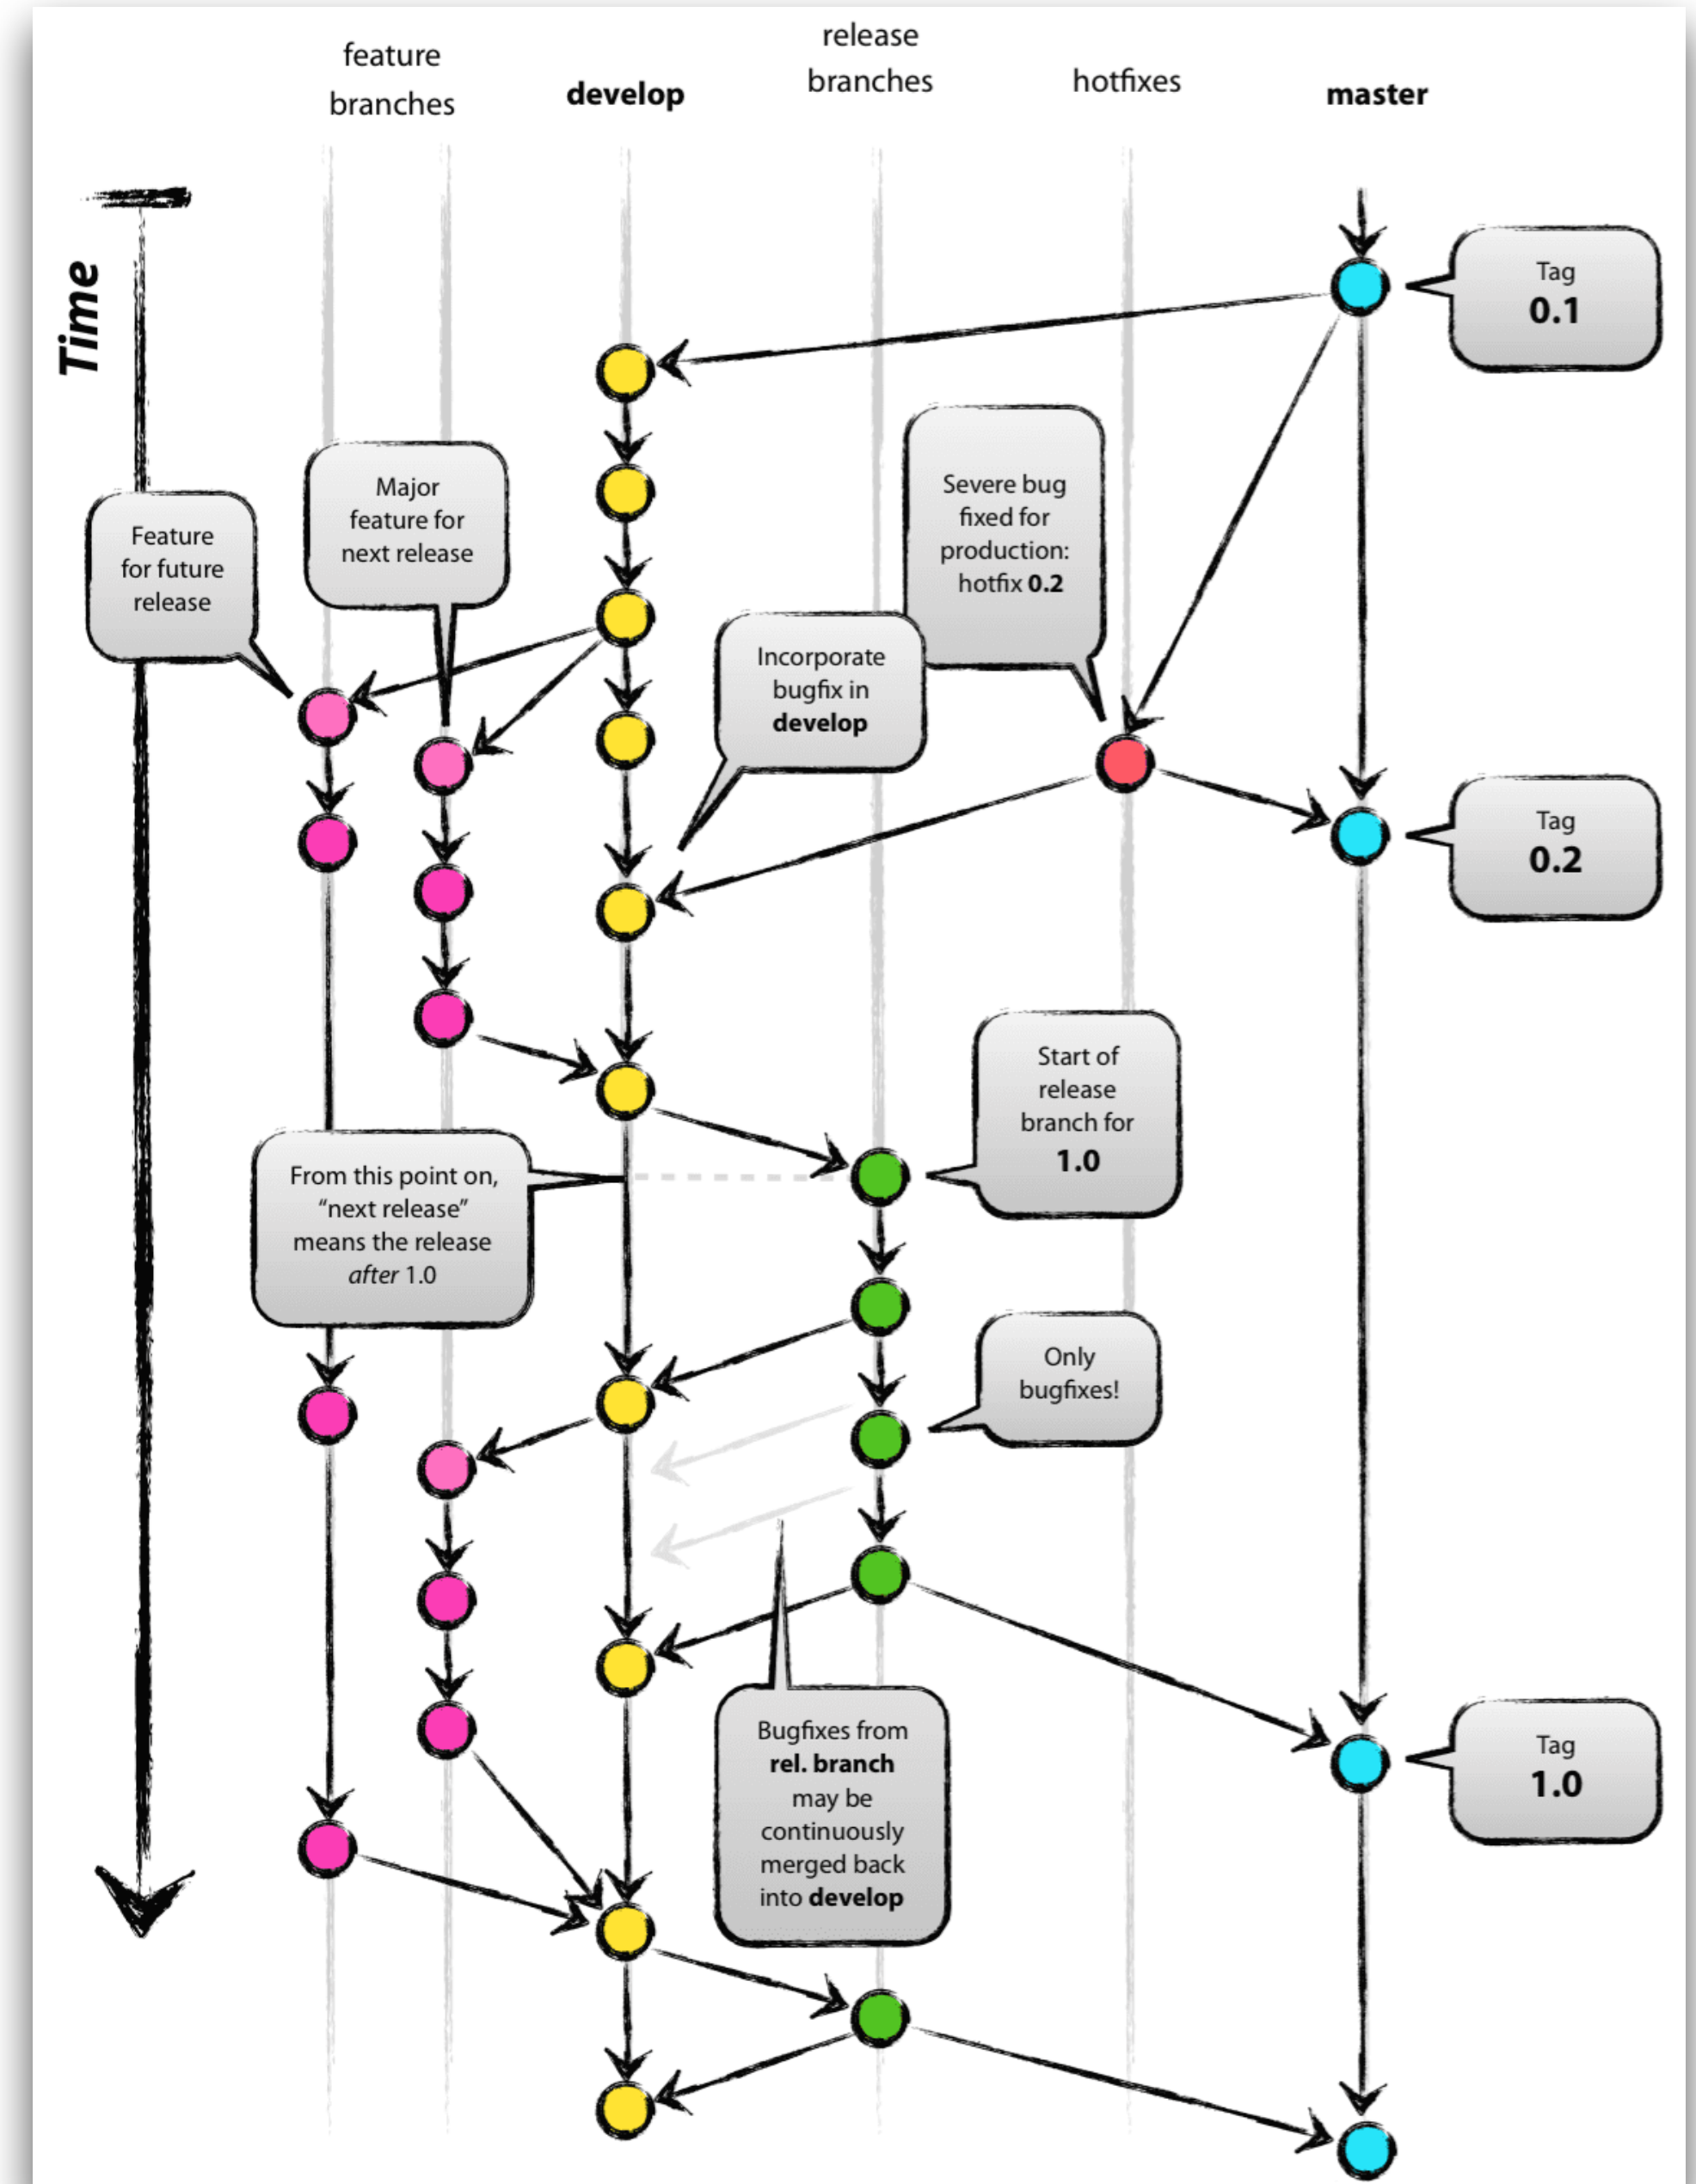 feature
branches
develop
release
branches
hotfixes
master
Time
Tag
0.1
Major
feature for
next release
Feature
for future
release
Severe bug
fixed for
production:
hotfix 0.2
Incorporate
bugfix in
develop
Tag
0.2
Start of
release
branch for
1.0
From this point on,
“next release”
means the release
after 1.0
Only
bugfixes!
Bugfixes from
rel. branch
may be
continuously
merged back
into develop
Tag
1.0